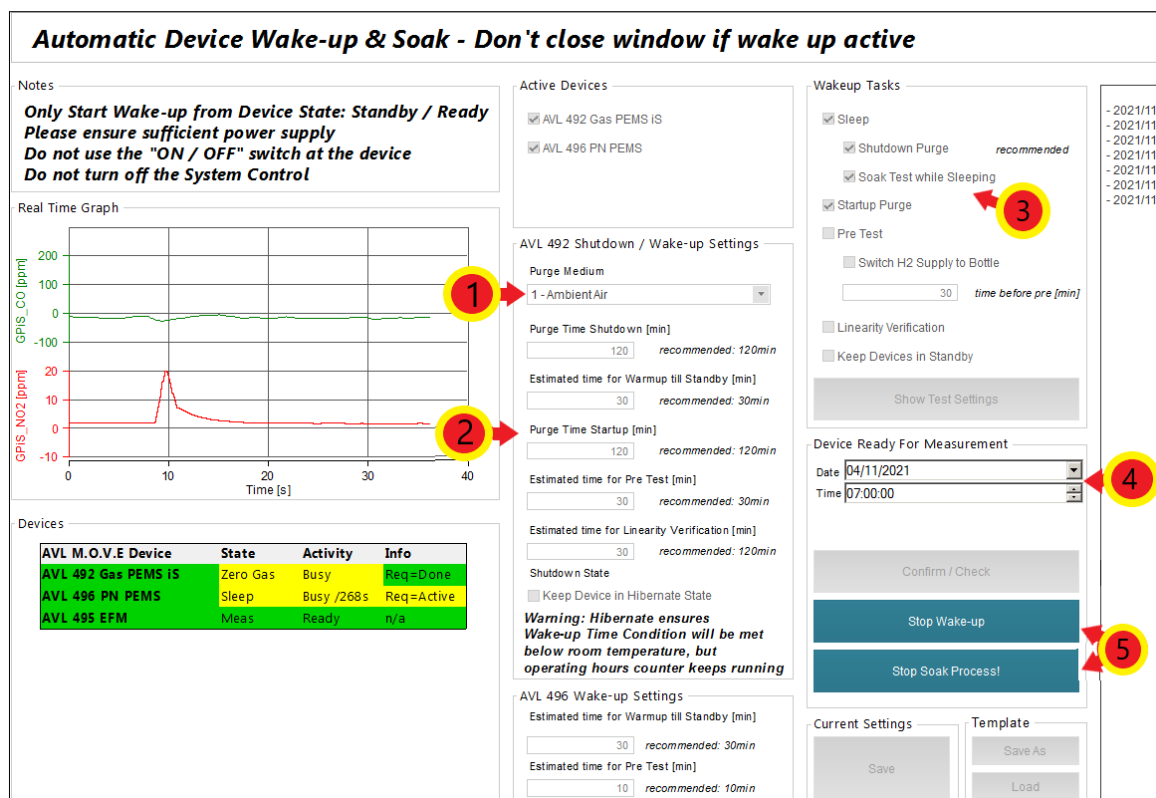 Automatic Device Wake-up & Soak - Don't close window if wake up active
Notes
Only Start Wake-up from Device State: Standby / Ready
Please ensure sufficient power supply
Do not use the "ON / OFF" switch at the device
Do not turn off the System Control
Real Time Graph
GPiS_CO [ppm]
200
100
0
-100
GPiS_NO2 [ppm]
20
10
0
-10
0 10 20 30 40
Time [s]
Devices
AVL M.O.V.E Device State Activity Info
AVL 492 Gas PEMS iS Zero Gas Busy Req=Done
AVL 496 PN PEMS Sleep Busy /268s Req=Active
AVL 495 EFM Meas Ready n/a
Active Devices
AVL 492 Gas PEMS iS
AVL 496 PN PEMS
AVL 492 Shutdown / Wake-up Settings
Purge Medium
1
1 - Ambient Air
Purge Time Shutdown [min]
120 recommended: 120min
Estimated time for Warmup till Standby [min]
30 recommended: 30min
2
Purge Time Startup [min]
120 recommended: 120min
Estimated time for Pre Test [min]
30 recommended: 30min
Estimated time for Linearity Verification [min]
30 recommended: 120min
Shutdown State
Keep Device in Hibernate State
Warning: Hibernate ensures
Wake-up Time Condition will be met
below room temperature, but
operating hours counter keeps running
AVL 496 Wake-up Settings
Estimated time for Warmup till Standby [min]
30 recommended: 30min
Estimated time for Pre Test [min]
10 recommended: 10min
Wakeup Tasks
Sleep
Shutdown Purge recommended
Soak Test while Sleeping
3
Startup Purge
Pre Test
Switch H2 Supply to Bottle
30 time before pre [min]
Linearity Verification
Keep Devices in Standby
Show Test Settings
Device Ready For Measurement
Date 04/11/2021
Time 07:00:00
4
Confirm / Check
Stop Wake-up
Stop Soak Process!
5
Current Settings
Save
Template
Save As
Load
- 2021/11
- 2021/11
- 2021/11
- 2021/11
- 2021/11
- 2021/11
- 2021/11